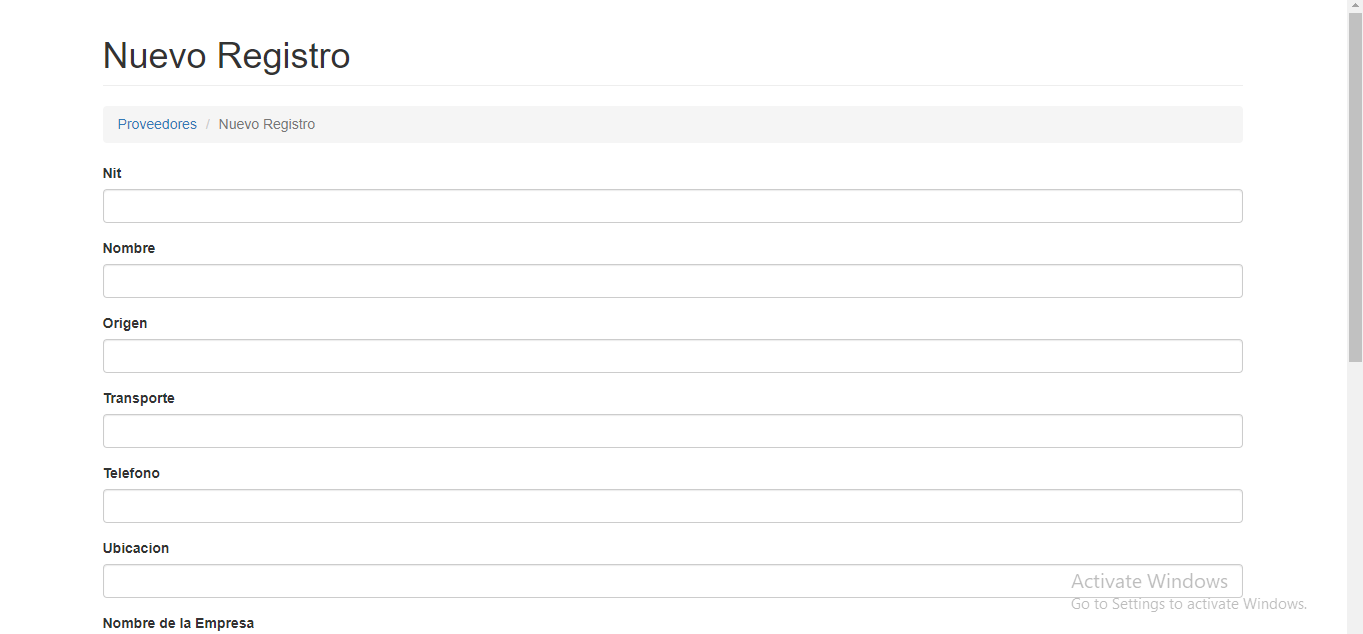 Nuevo Registro
Proveedores / Nuevo Registro
Nit
Nombre
Origen
Transporte
Telefono
Ubicacion
Activate Windows
Go to Settings to activate Windows.
Nombre de la Empresa